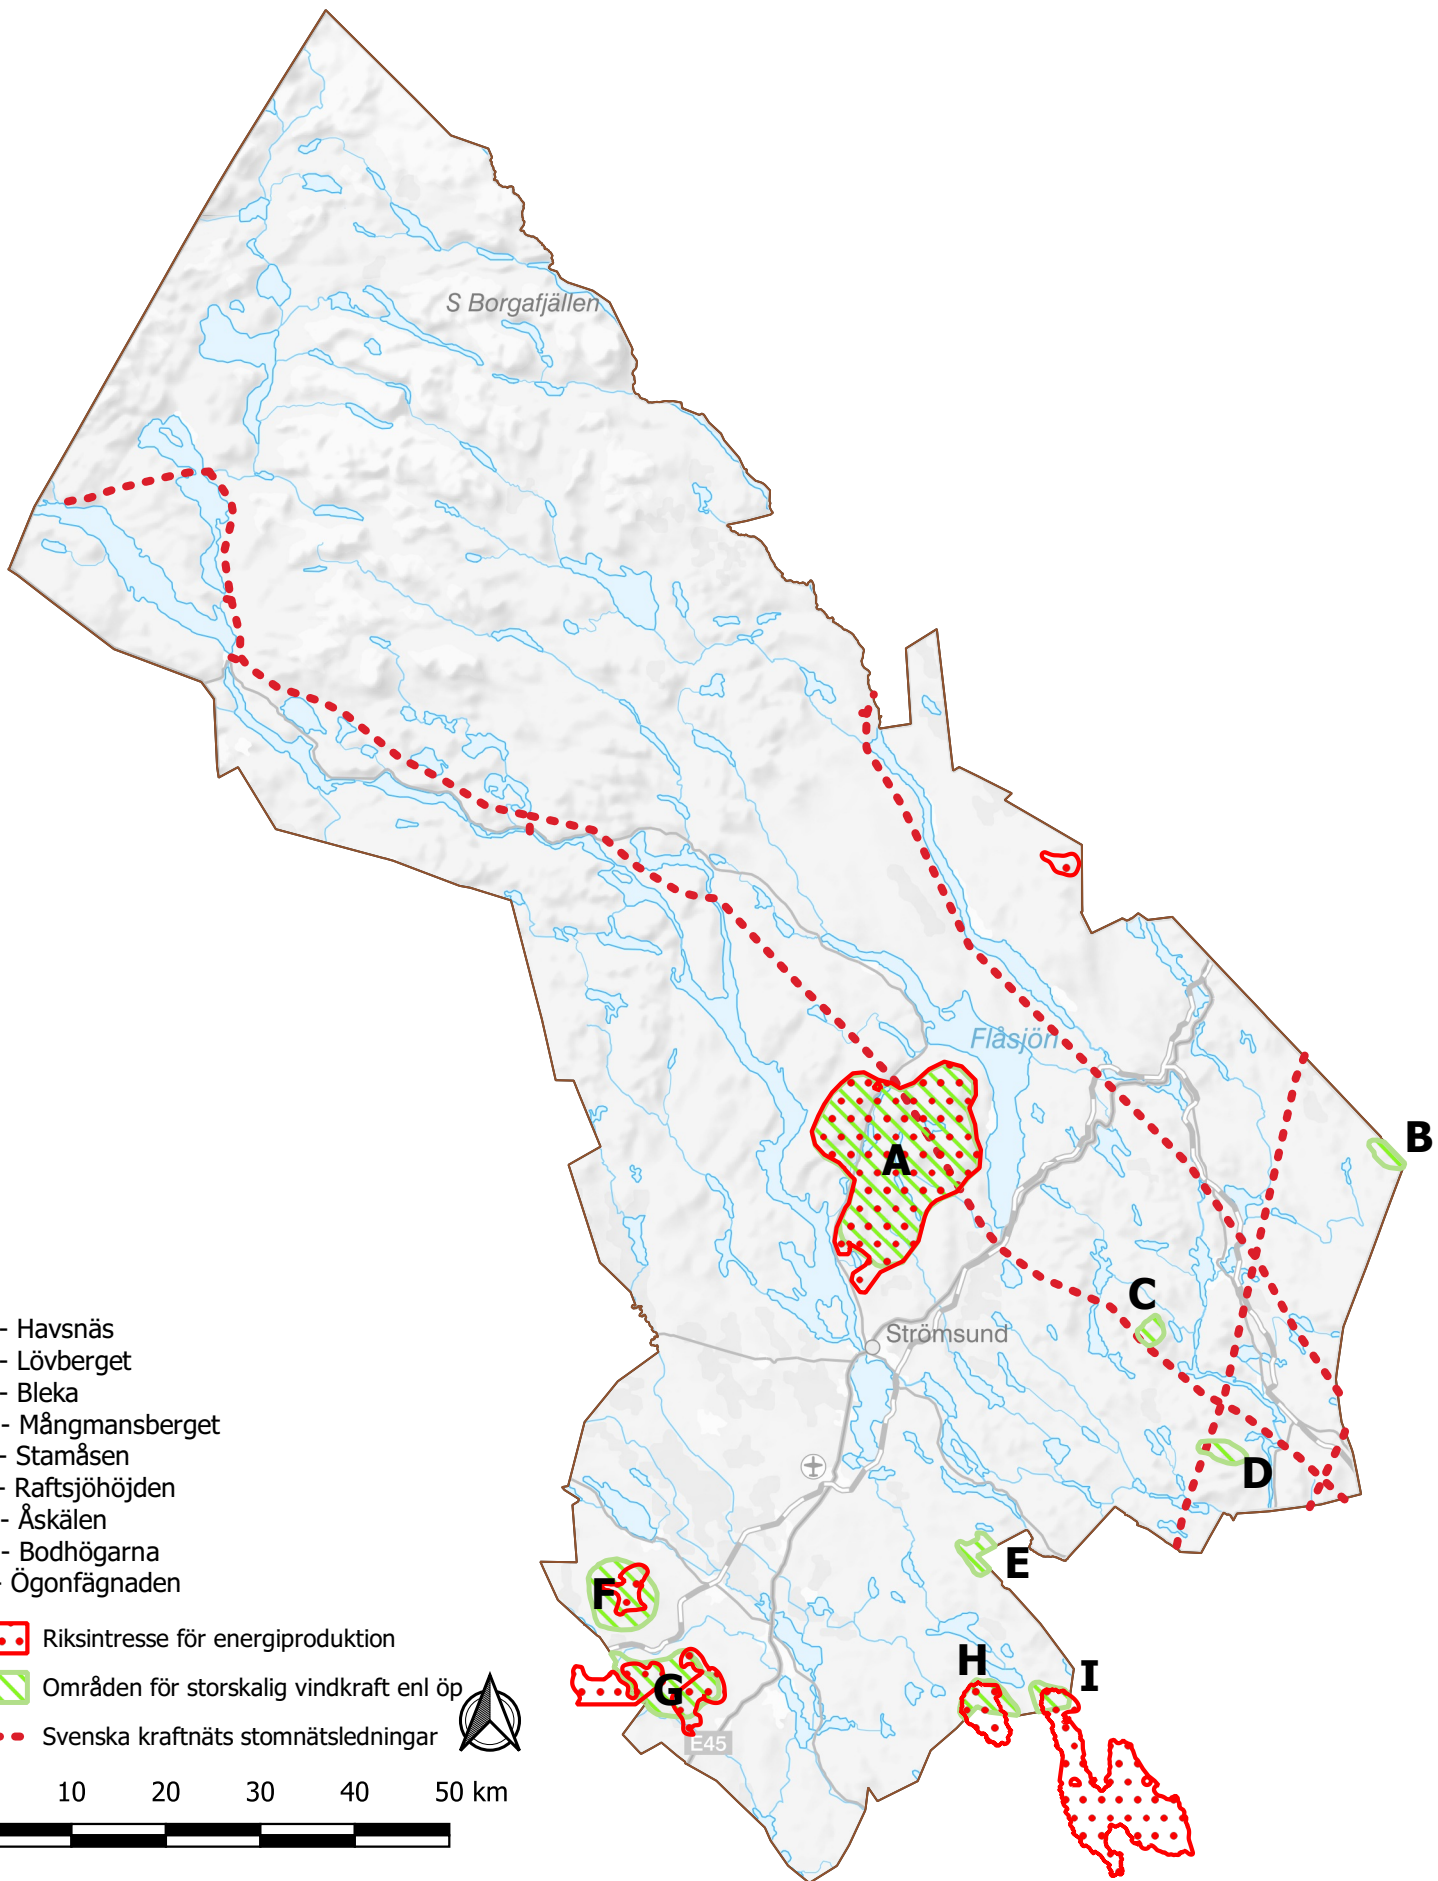 S Borgafjällen
Flåsjön
A
B
C
Strömsund
D
E
F
G
H
I
E45
- Havsnäs
- Lövberget
- Bleka
- Mångmansberget
- Stamåsen
- Raftsjöhöjden
- Åskälen
- Bodhögarna
- Ögonfägnaden
Riksintresse för energiproduktion
Områden för storskalig vindkraft enl öp
Svenska kraftnäts stomnätsledningar
10 20 30 40 50 km